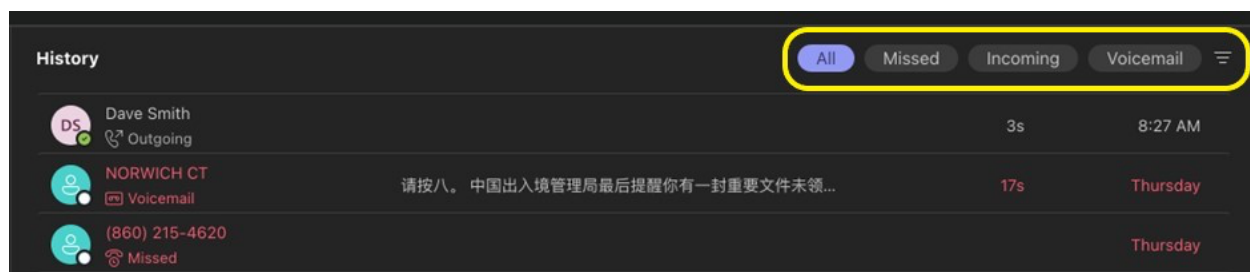 History All Missed Incoming Voicemail
DS Dave Smith
Outgoing 3s 8:27 AM
NORWICH CT
Voicemail 请按八。 中国出入境管理局最后提醒你有一封重要文件未领... 17s Thursday
(860) 215-4620
Missed Thursday